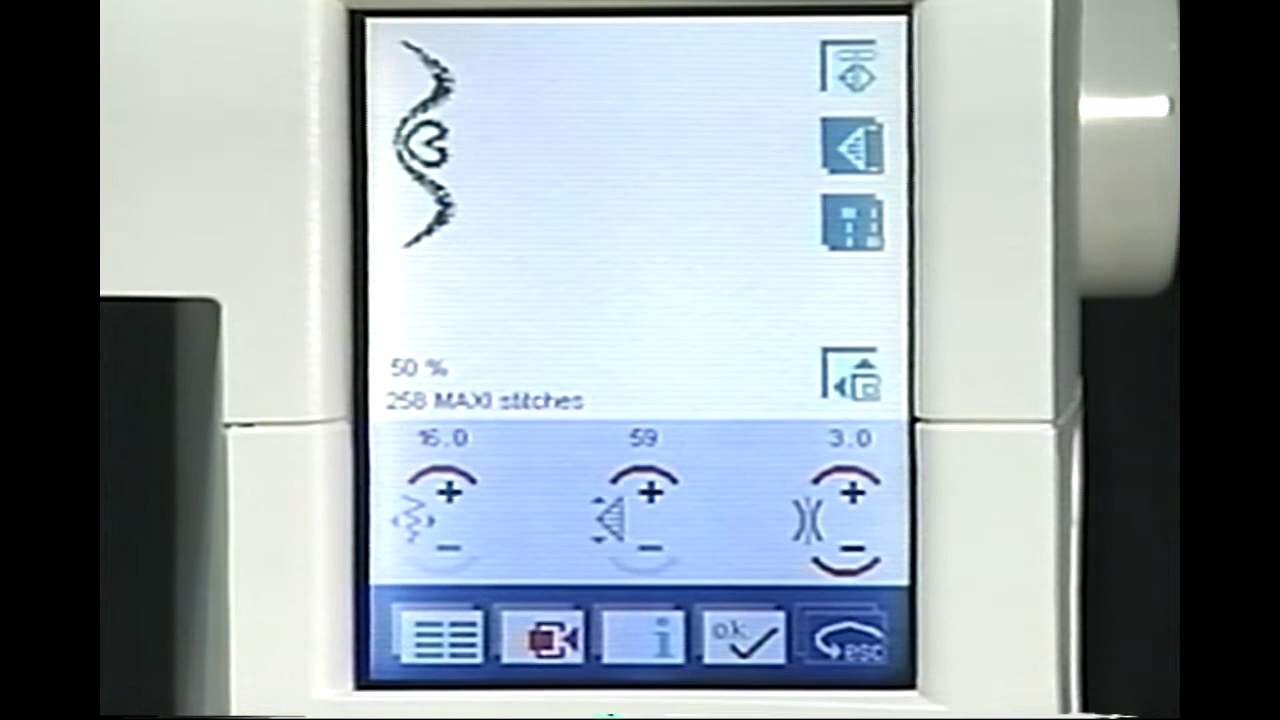 50 %
258 MAXI stitches
16.0 59 3.0
+ + +
- - -
i ok esc